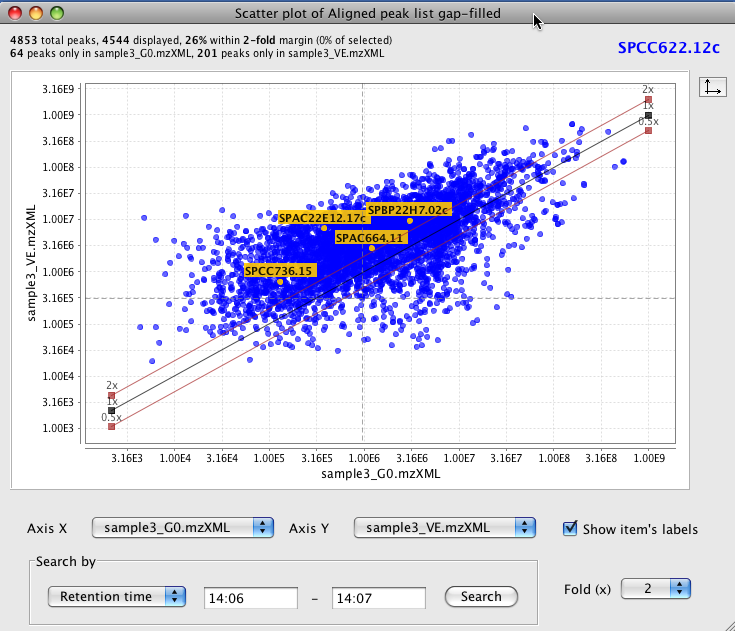 Scatter plot of Aligned peak list gap-filled
4853 total peaks, 4544 displayed, 26% within 2-fold margin (0% of selected)
64 peaks only in sample3_G0.mzXML, 201 peaks only in sample3_VE.mzXML
SPCC622.12c
sample3_VE.mzXML
3.16E9
1.00E9
3.16E8
1.00E8
3.16E7
1.00E7
3.16E6
1.00E6
3.16E5
1.00E5
3.16E4
1.00E4
3.16E3
1.00E3
2x
1x
0.5x
SPBP22H7.02c
SPAC22E12.17c
SPAC664.11
SPCC736.15
2x
1x
0.5x
3.16E3 1.00E4 3.16E4 1.00E5 3.16E5 1.00E6 3.16E6 1.00E7 3.16E7 1.00E8 1.00E9
sample3_G0.mzXML
Axis X sample3_G0.mzXML Axis Y sample3_VE.mzXML Show item's labels
Search by
Retention time 14:06 – 14:07 Search Fold (x) 2